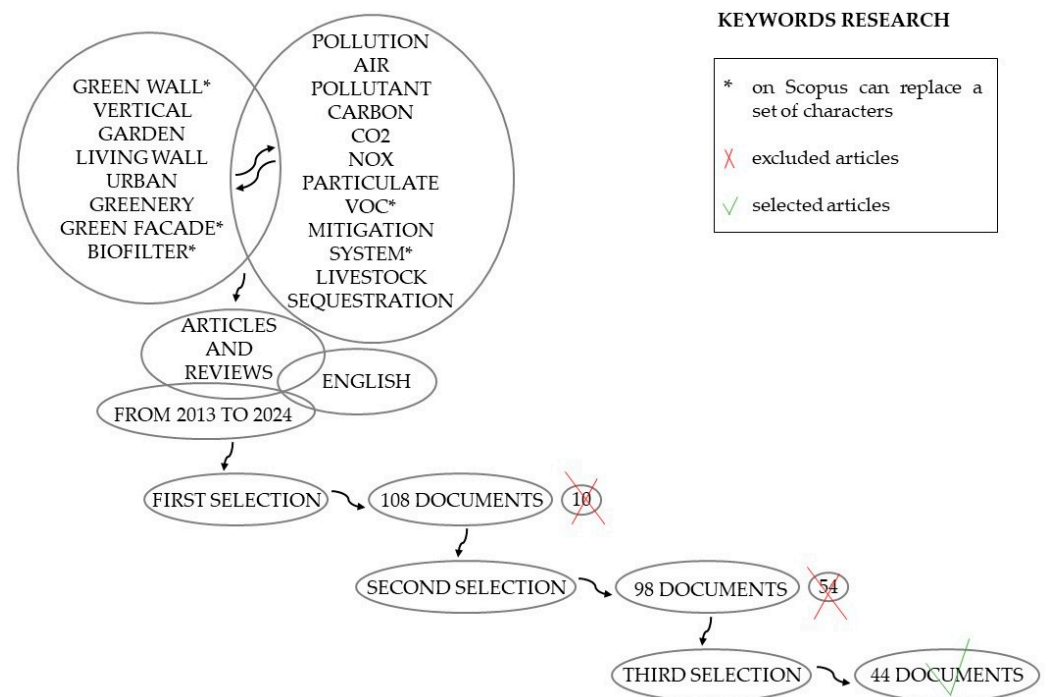 KEYWORDS RESEARCH
* on Scopus can replace a
set of characters
excluded articles
selected articles
GREEN WALL*
VERTICAL
GARDEN
LIVING WALL
URBAN
GREENERY
GREEN FACADE*
BIOFILTER*
POLLUTION
AIR
POLLUTANT
CARBON
CO2
NOX
PARTICULATE
VOC*
MITIGATION
SYSTEM*
LIVESTOCK
SEQUESTRATION
ARTICLES
AND
REVIEWS
ENGLISH
FROM 2013 TO 2024
FIRST SELECTION
108 DOCUMENTS
10
SECOND SELECTION
98 DOCUMENTS
54
THIRD SELECTION
44 DOCUMENTS